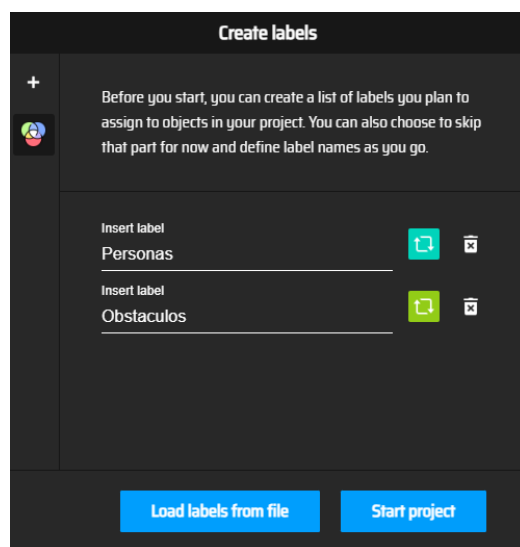 Create labels
+
Before you start, you can create a list of labels you plan to
assign to objects in your project. You can also choose to skip
that part for now and define label names as you go.
Insert label
Personas
Insert label
Obstaculos
Load labels from file
Start project